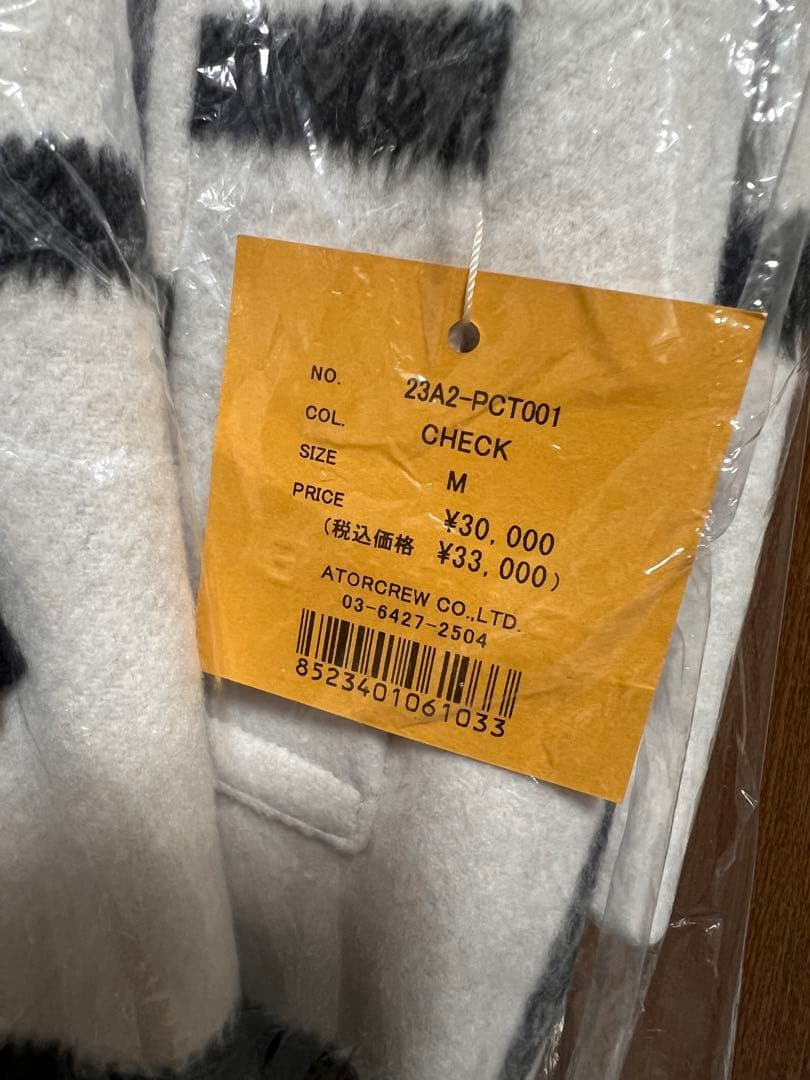 NO. 23A2-PCT001
COL. CHECK
SIZE M
PRICE ¥30,000
(税込価格 ¥33,000)
ATORCREW CO.,LTD.
03-6427-2504
8523401061033